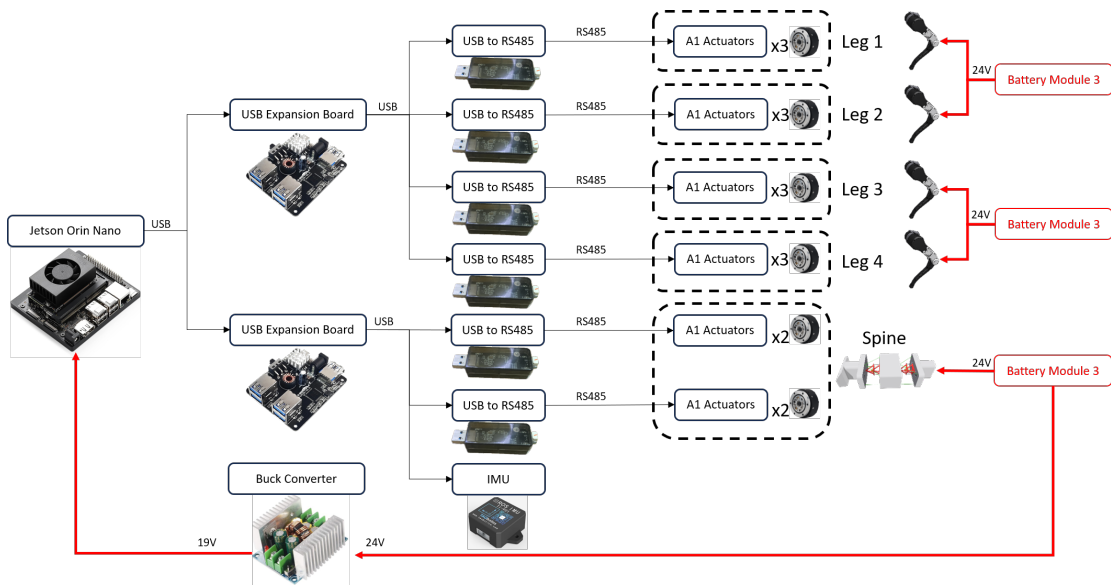 USB to RS485
RS485
A1 Actuators
x3
Leg 1
24V
Battery Module 3
USB Expansion Board
USB
USB to RS485
RS485
A1 Actuators
x3
Leg 2
USB to RS485
RS485
A1 Actuators
x3
Leg 3
24V
Battery Module 3
Jetson Orin Nano
USB
USB to RS485
RS485
A1 Actuators
x3
Leg 4
USB Expansion Board
USB
USB to RS485
RS485
A1 Actuators
x2
Spine
24V
Battery Module 3
USB to RS485
RS485
A1 Actuators
x2
Buck Converter
IMU
19V
24V